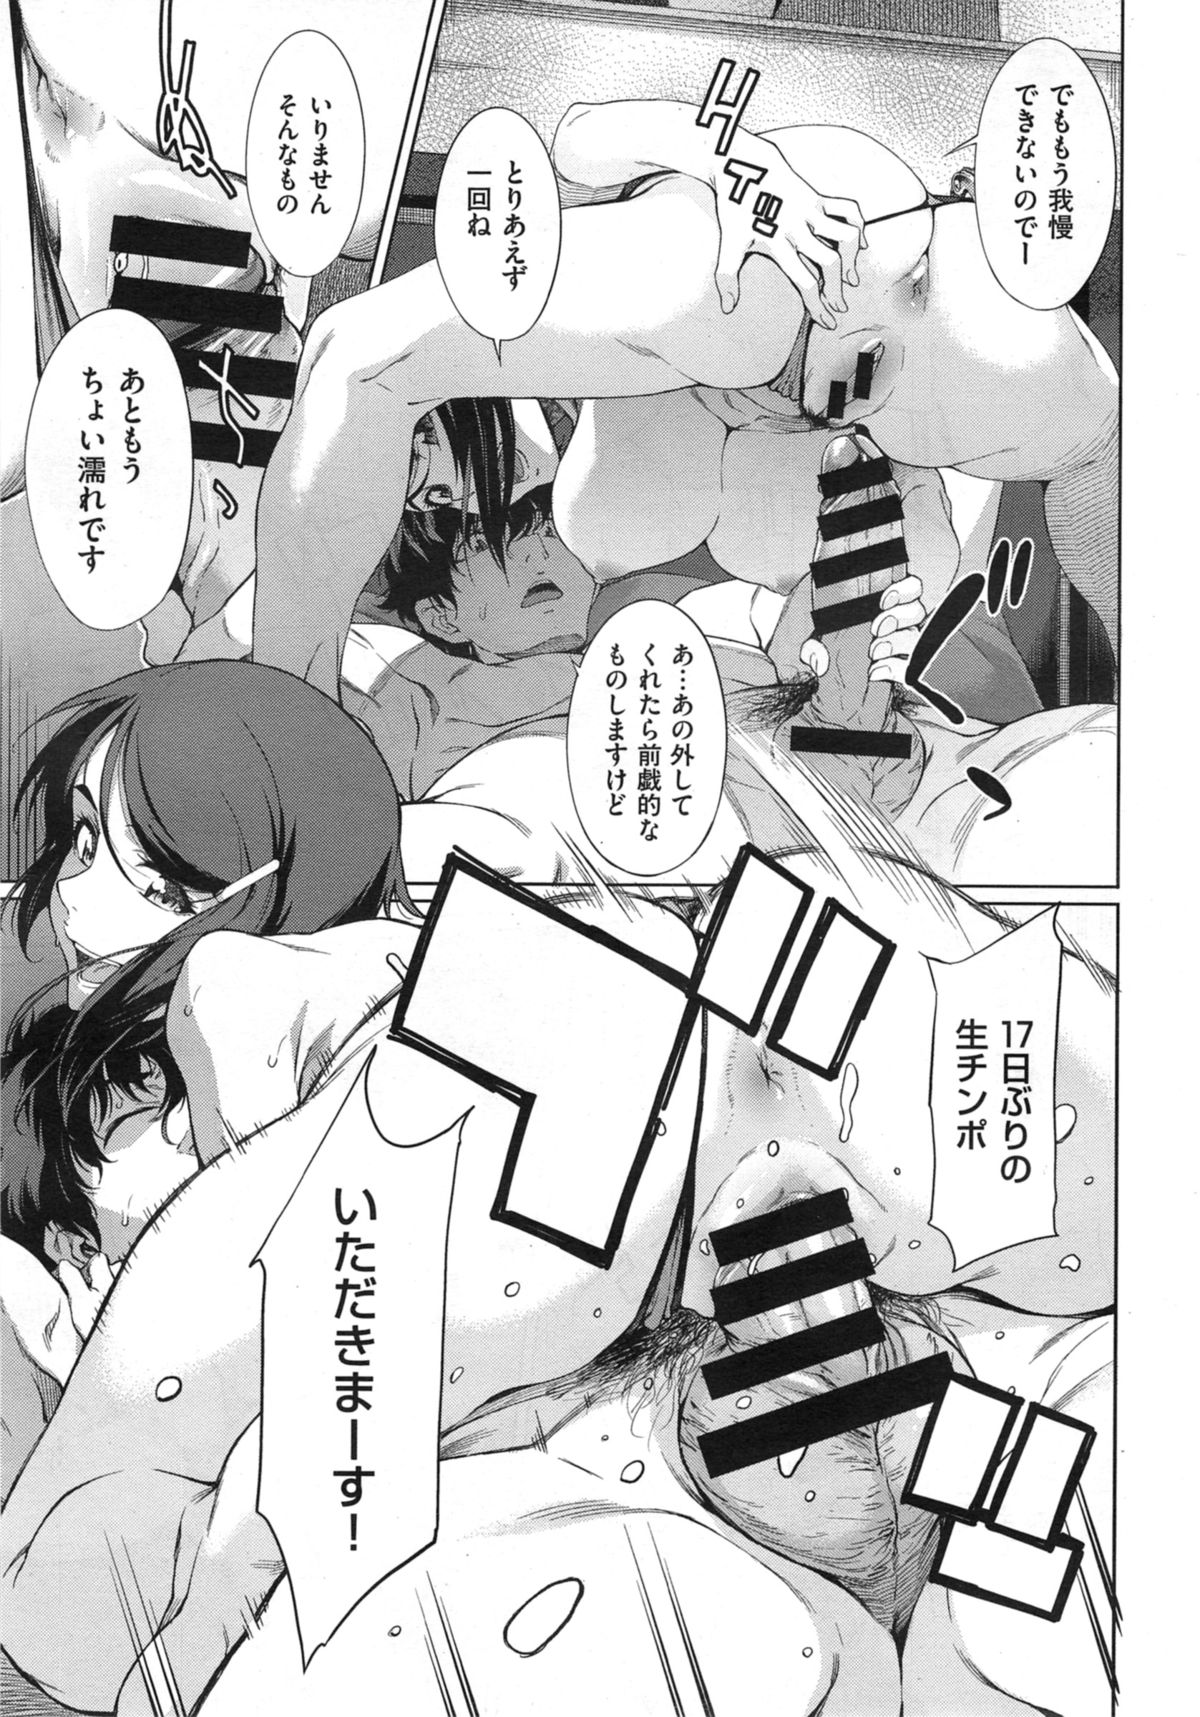 でももう我慢
できないのでー
グイッ
とりあえず
一回ね
あ…あの外して
くれたら前戯的な
ものしますけど
いりません
そんなもの
あともう
ちょい濡れです
17日ぶりの
生チンポ
いただきまーす！